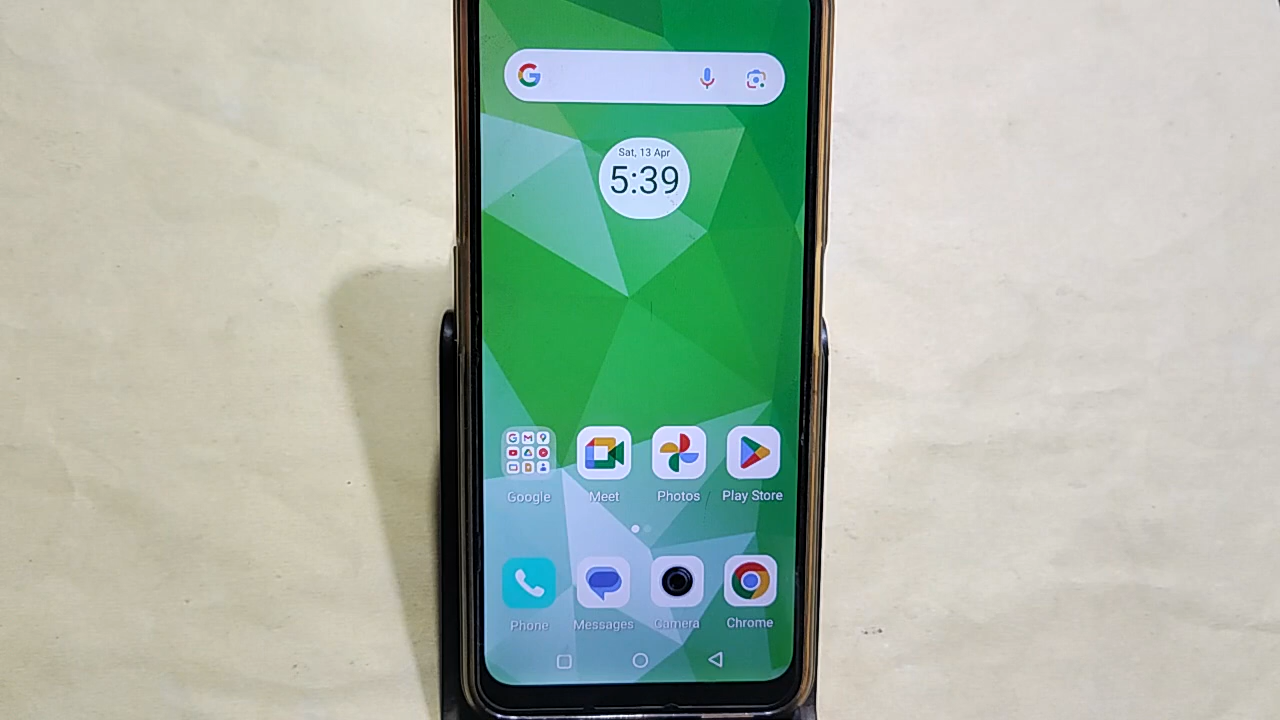 Sat, 13 Apr
5:39
Google
Meet
Photos
Play Store
Phone
Messages
Camera
Chrome